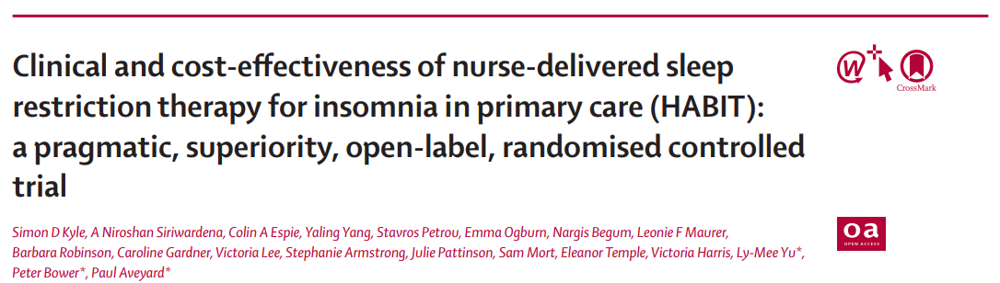 Clinical and cost-effectiveness of nurse-delivered sleep
restriction therapy for insomnia in primary care (HABIT):
a pragmatic, superiority, open-label, randomised controlled
trial
W
CrossMark
Simon D Kyle, A Niroshan Siriwardena, Colin A Espie, Yaling Yang, Stavros Petrou, Emma Ogburn, Nargis Begum, Leonie F Maurer,
Barbara Robinson, Caroline Gardner, Victoria Lee, Stephanie Armstrong, Julie Pattinson, Sam Mort, Eleanor Temple, Victoria Harris, Ly-Mee Yu*,
Peter Bower*, Paul Aveyard*
oa
OPEN ACCESS